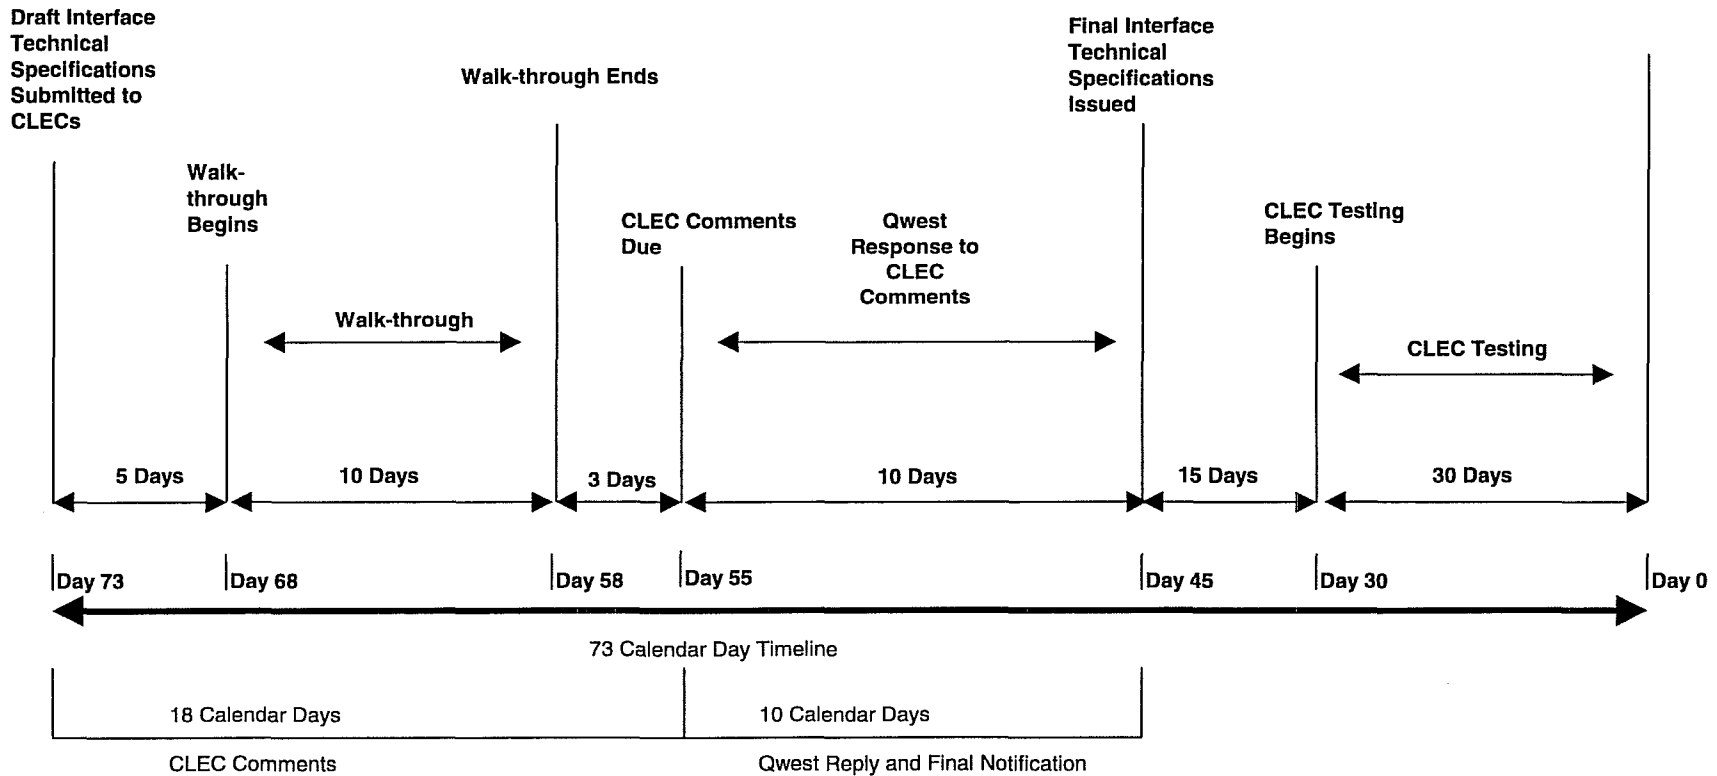 Draft Interface
Technical
Specifications
Submitted to
CLECs
Walk-
through
Begins
Walk-through Ends
CLEC Comments
Due
Qwest
Response to
CLEC
Comments
Final Interface
Technical
Specifications
Issued
CLEC Testing
Begins
Walk-through
CLEC Testing
5 Days
10 Days
3 Days
10 Days
15 Days
30 Days
Day 73
Day 68
Day 58
Day 55
Day 45
Day 30
Day 0
73 Calendar Day Timeline
18 Calendar Days
10 Calendar Days
CLEC Comments
Qwest Reply and Final Notification